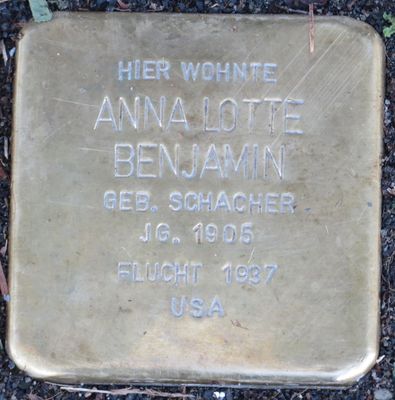 HIER WOHNTE
ANNA LOTTE
BENJAMIN
GEB. SCHACHER
JG. 1905
FLUCHT 1937
USA